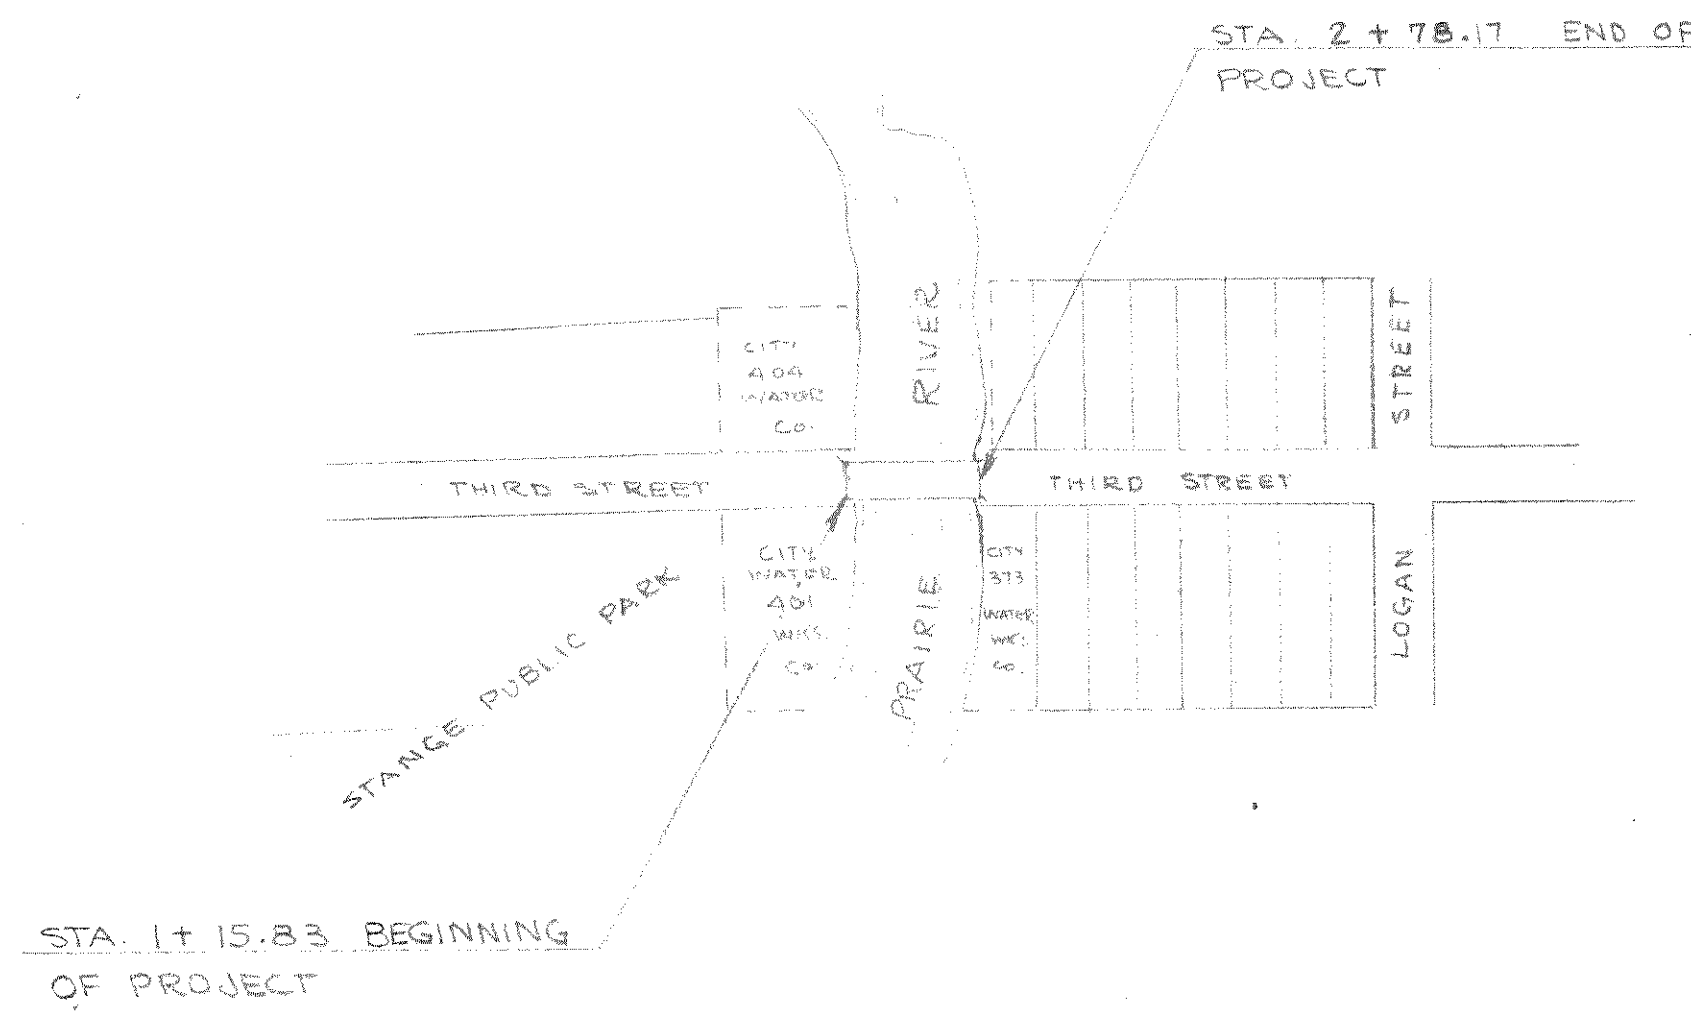 STA. 2 + 78.17 END OF
PROJECT
RIVER
STREET
CITY
404
WATER
CO.
THIRD STREET
THIRD STREET
CITY
WATER
401
WKS.
CO.
CITY
373
WATER
WK.
CO.
PRAIRIE
LOGAN
STANGE PUBLIC PARK
STA. 1 + 15.83 BEGINNING
OF PROJECT